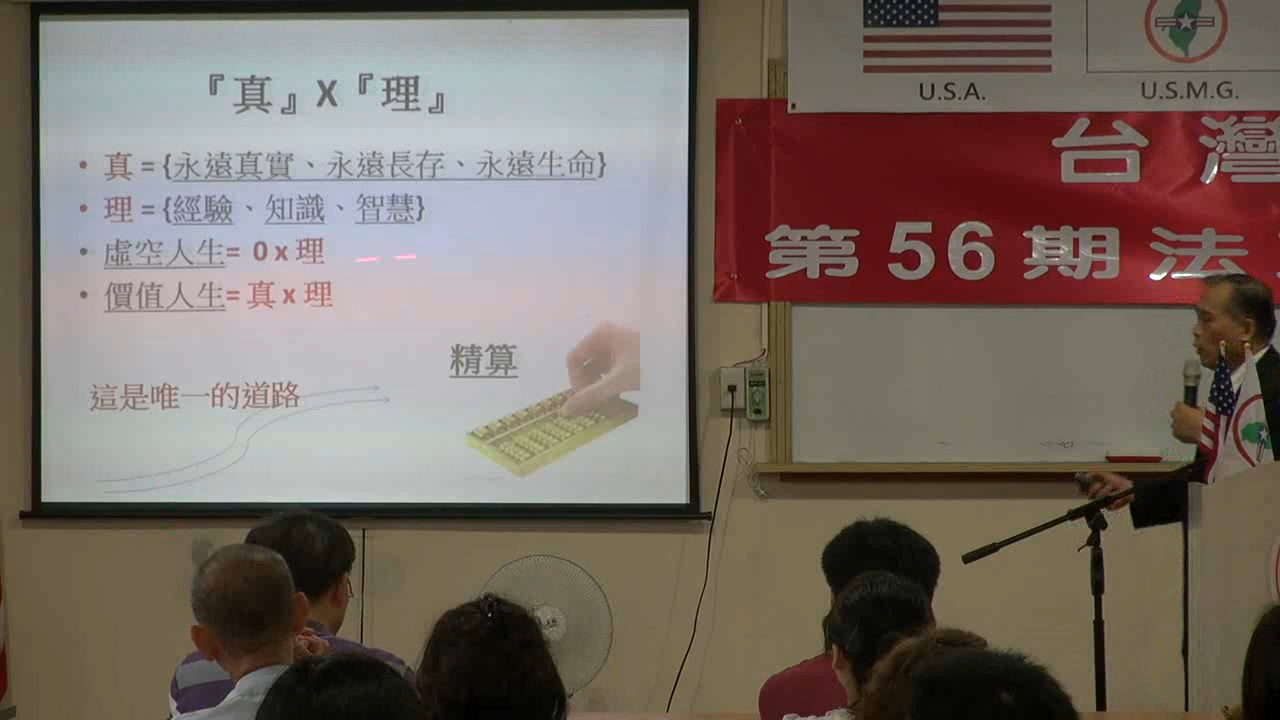 『真』X『理』
• 真 = {永遠真實、永遠長存、永遠生命}
• 理 = {經驗、知識、智慧}
• 虛空人生= 0 x 理
• 價值人生= 真 x 理
精算
這是唯一的道路
U.S.A.
U.S.M.G.
台灣
第56期法